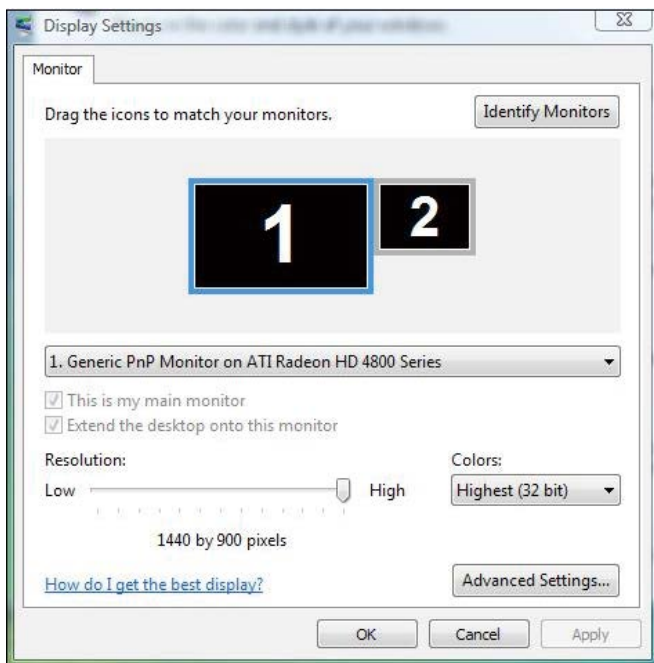 Display Settings
Monitor
Drag the icons to match your monitors.
Identify Monitors
1
2
1. Generic PnP Monitor on ATI Radeon HD 4800 Series
This is my main monitor
Extend the desktop onto this monitor
Resolution:
Colors:
Low
High
Highest (32 bit)
1440 by 900 pixels
How do I get the best display?
Advanced Settings...
OK
Cancel
Apply